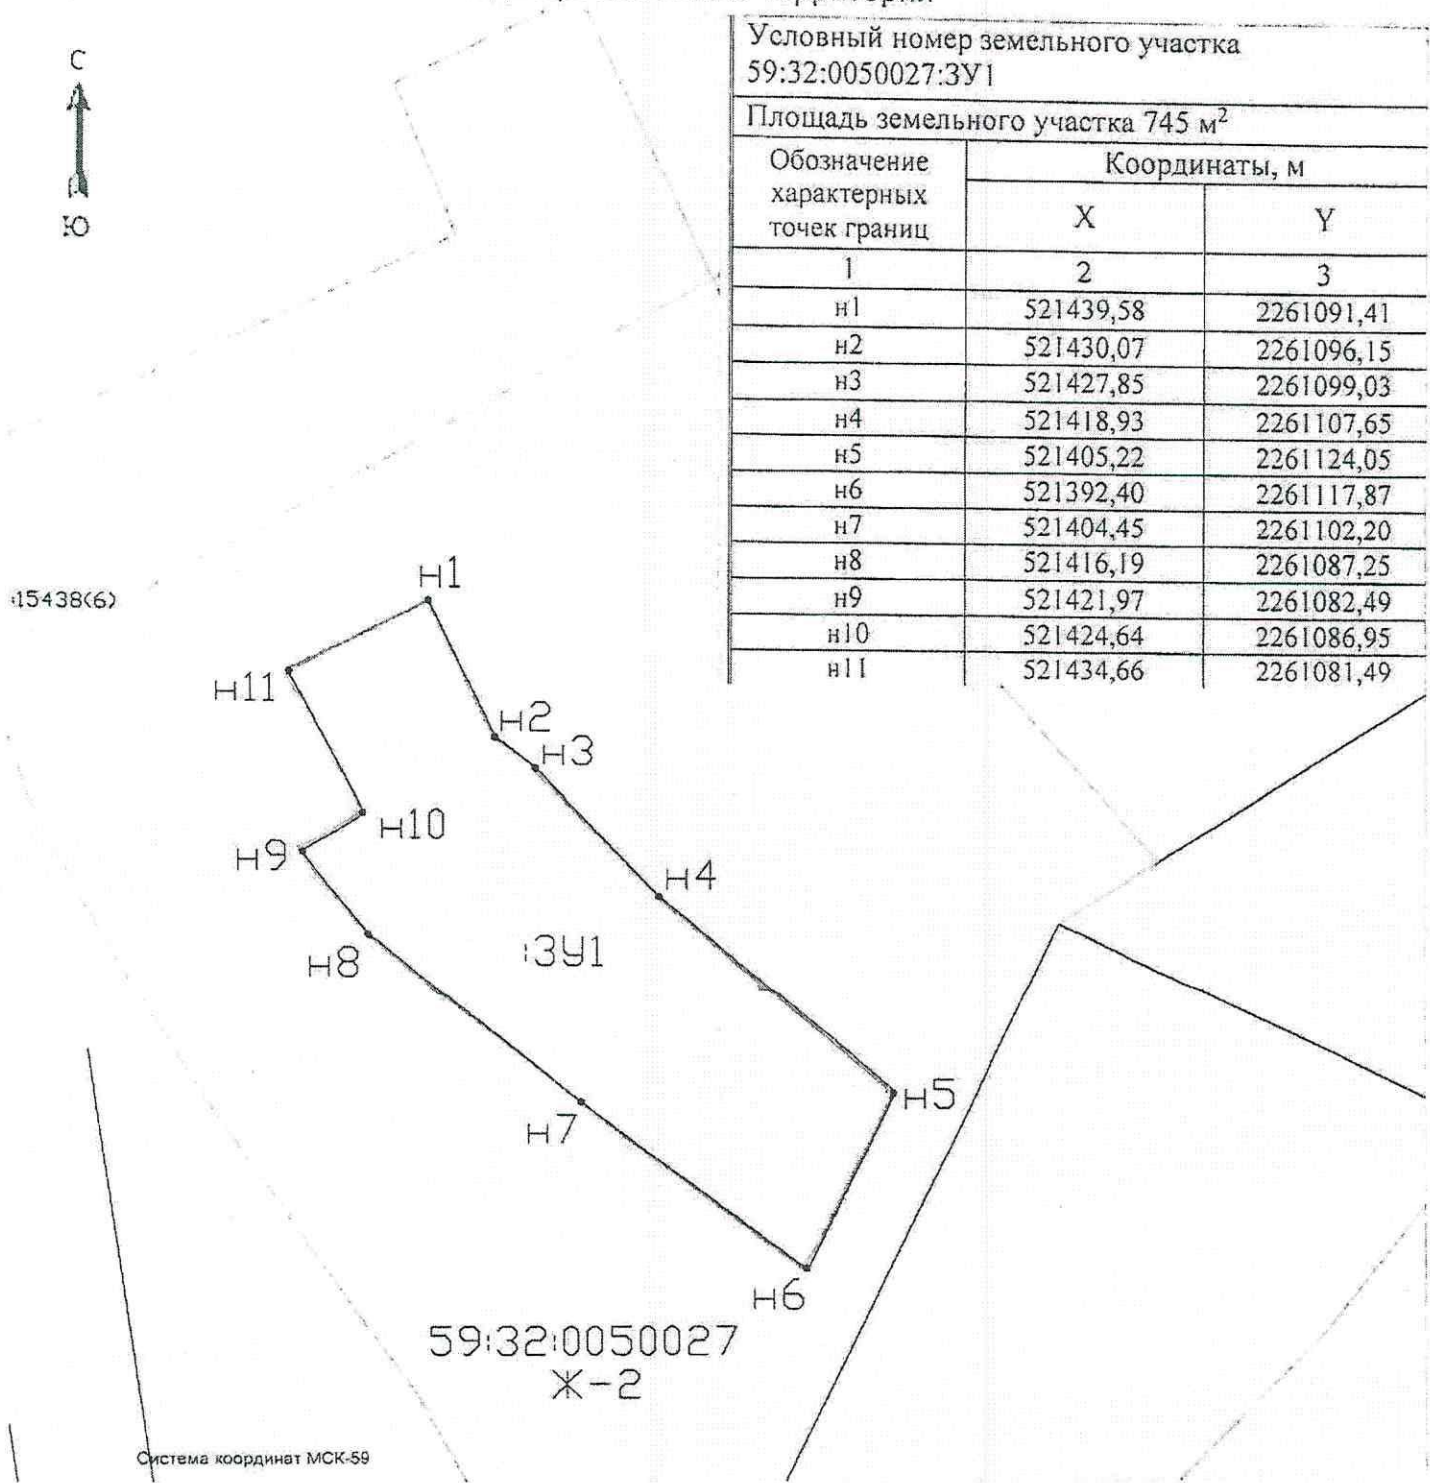 С
Ю
Условный номер земельного участка
59:32:0050027:ЗУ1
Площадь земельного участка 745 м²
Обозначение характерных точек границ | Координаты, м
X | Y
1 | 2 | 3
н1 | 521439,58 | 2261091,41
н2 | 521430,07 | 2261096,15
н3 | 521427,85 | 2261099,03
н4 | 521418,93 | 2261107,65
н5 | 521405,22 | 2261124,05
н6 | 521392,40 | 2261117,87
н7 | 521404,45 | 2261102,20
н8 | 521416,19 | 2261087,25
н9 | 521421,97 | 2261082,49
н10 | 521424,64 | 2261086,95
н11 | 521434,66 | 2261081,49
:15438(6)
н1
н11
н2
н3
н10
н9
н4
н8
:ЗУ1
н5
н7
н6
59:32:0050027
Ж-2
Система координат МСК-59